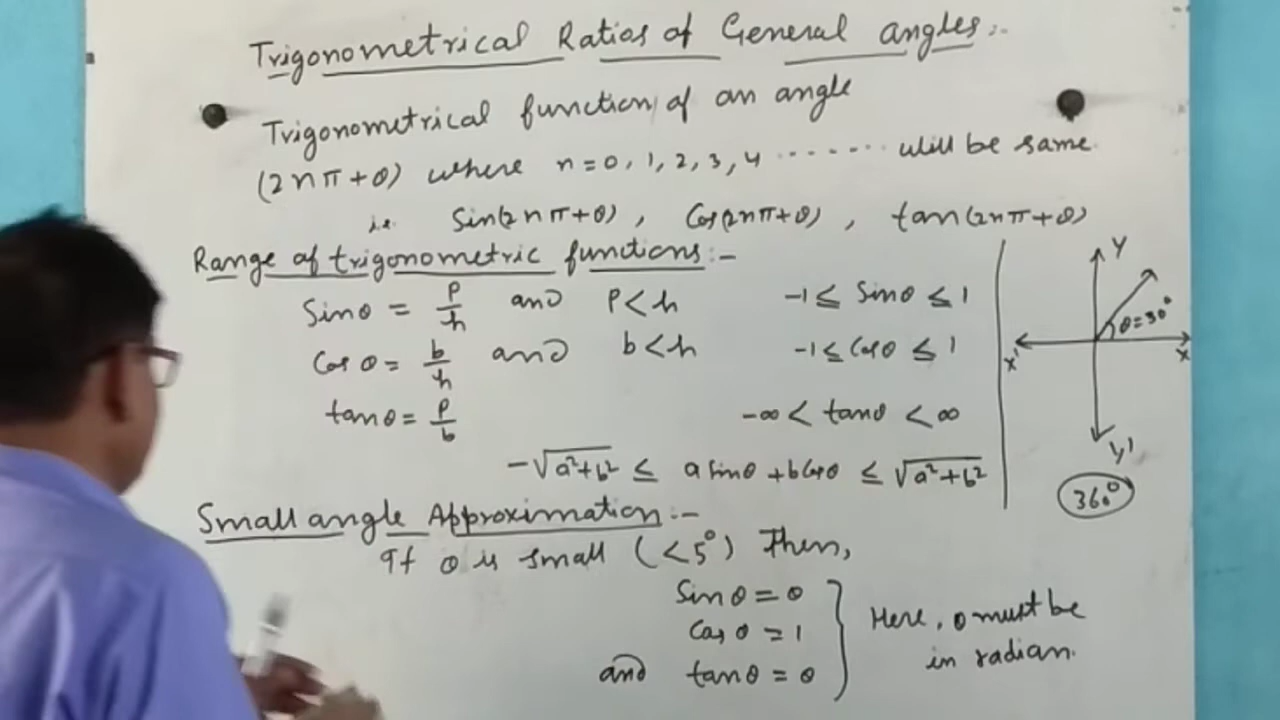 Trigonometrical Ratios of General angles:-
Trigonometrical function of an angle
(2nπ+θ) where n=0, 1, 2, 3, 4 ....... will be same.
i.e. Sin(2nπ+θ), Cos(2nπ+θ), tan(2nπ+θ)
Range of trigonometric functions:-
Sinθ = p/h and p<h -1 ≤ Sinθ ≤ 1
Cosθ = b/h and b<h -1 ≤ Cosθ ≤ 1
tanθ = p/b -∞ < tanθ < ∞
-√a²+b² ≤ a sinθ + b Cosθ ≤ √a²+b²
Y
θ=30°
X' X
Y'
360°
Small angle Approximation:-
If θ is small (<5°) Then,
Sinθ = θ
Cosθ = 1
and tanθ = θ
Here, θ must be
in radian.